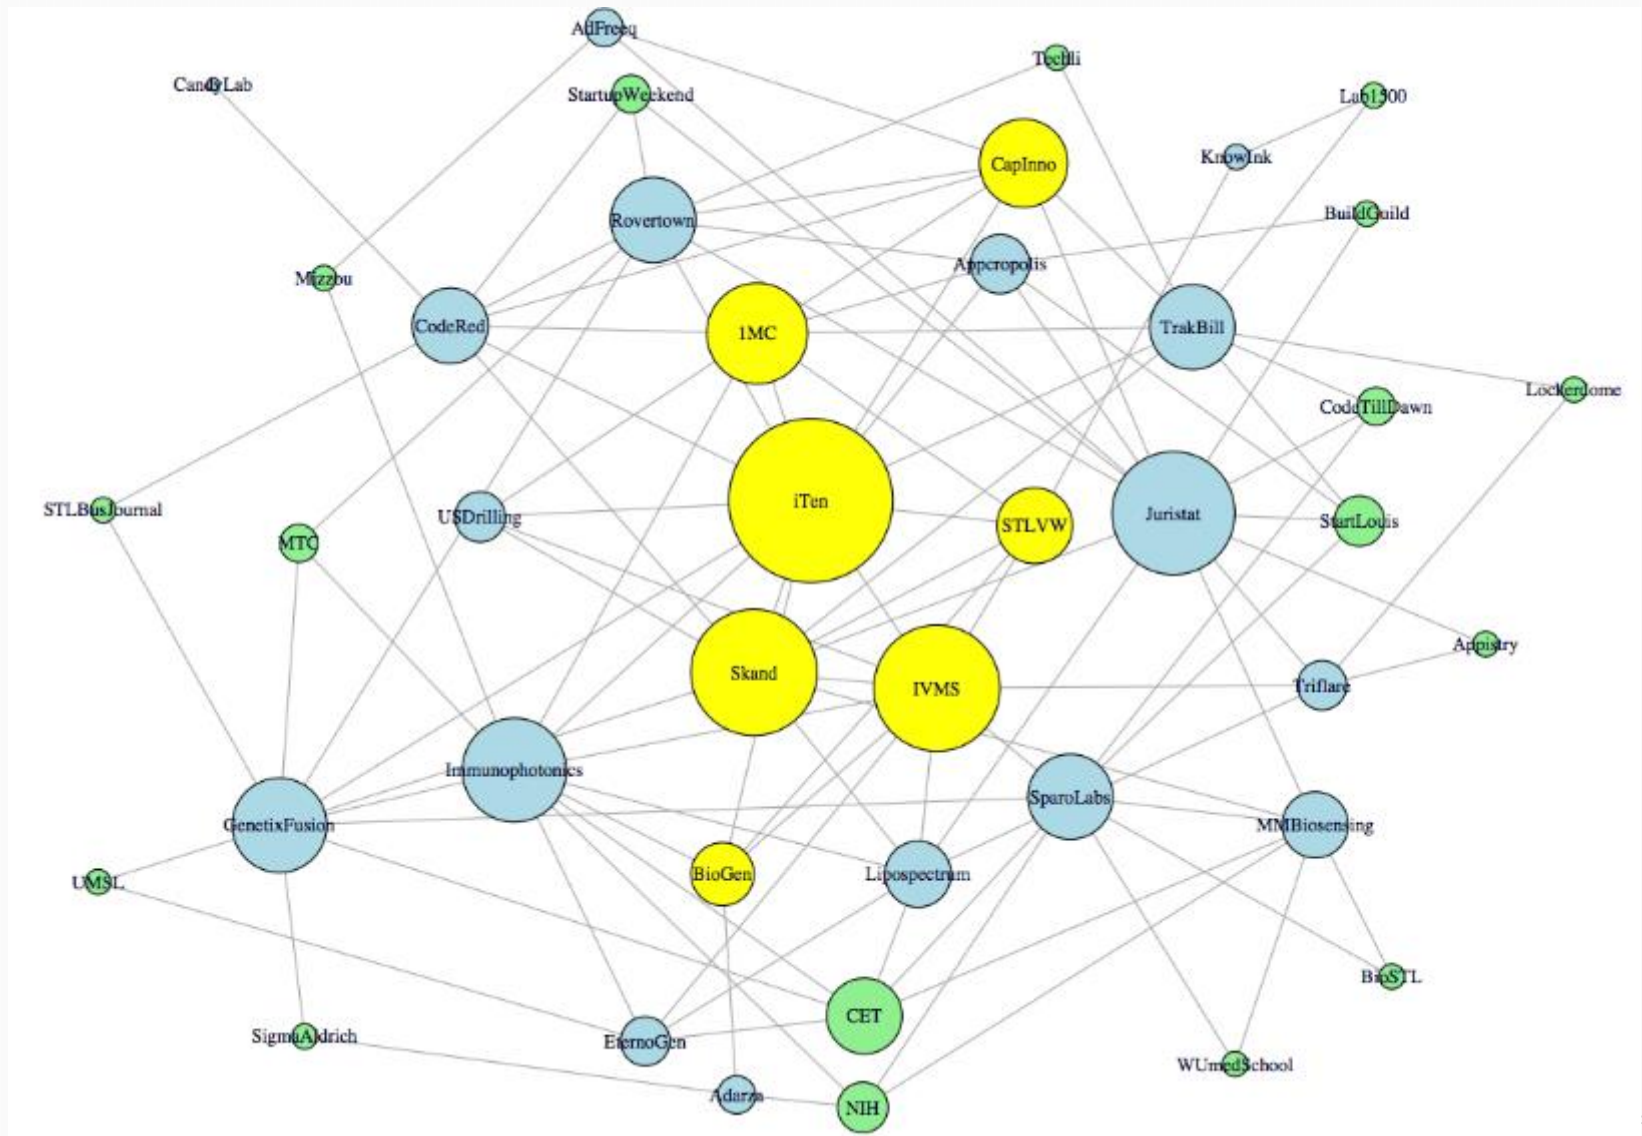 AdFreeq
Techli
CandyLab
StartupWeekend
Lab1500
KnowInk
CapInno
BuildGuild
Rovertown
Appcropolis
Mizzou
CodeRed
1MC
TrakBill
Lockerdome
CodeTillDawn
iTen
STLBusJournal
USDrilling
STLVW
Juristat
StartLouis
MTC
Appistry
Skand
IVMS
Triflare
Immunophotonics
SparoLabs
GenetixFusion
MMBiosensing
UMSL
BioGen
Lipospectrum
BioSTL
CET
SigmaAldrich
EternoGen
WUmedSchool
Adarza
NIH